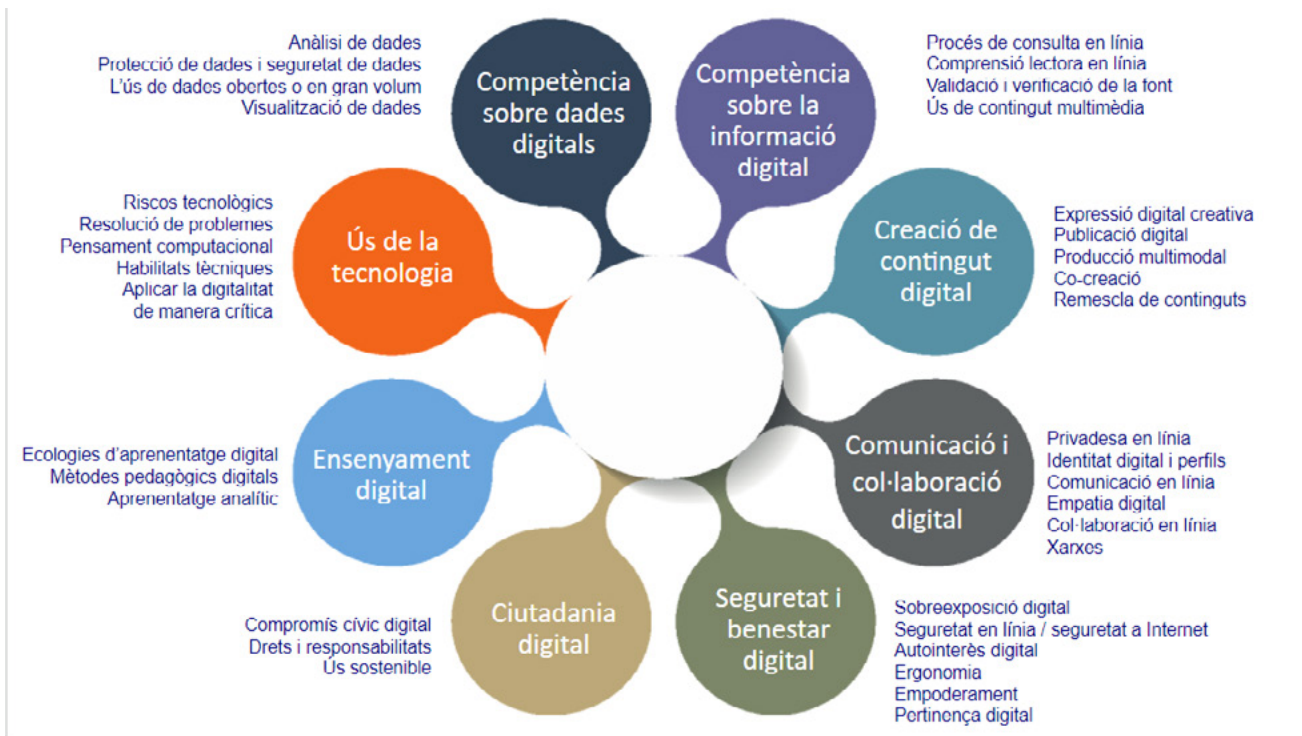 Anàlisi de dades
Protecció de dades i seguretat de dades
L'ús de dades obertes o en gran volum
Visualització de dades
Competència
sobre dades
digitals
Competència
sobre la
informació
digital
Procés de consulta en línia
Comprensió lectora en línia
Validació i verificació de la font
Ús de contingut multimèdia
Creació de
contingut
digital
Expressió digital creativa
Publicació digital
Producció multimodal
Co-creació
Remescla de continguts
Comunicació i
col·laboració
digital
Privadesa en línia
Identitat digital i perfils
Comunicació en línia
Empatia digital
Col·laboració en línia
Xarxes
Seguretat i
benestar
digital
Sobreexposició digital
Seguretat en línia / seguretat a Internet
Autointerès digital
Ergonomia
Empoderament
Pertinença digital
Ciutadania
digital
Compromís cívic digital
Drets i responsabilitats
Ús sostenible
Ensenyament
digital
Ecologies d'aprenentatge digital
Mètodes pedagògics digitals
Aprenentatge analític
Ús de la
tecnologia
Riscos tecnològics
Resolució de problemes
Pensament computacional
Habilitats tècniques
Aplicar la digitalitat
de manera crítica